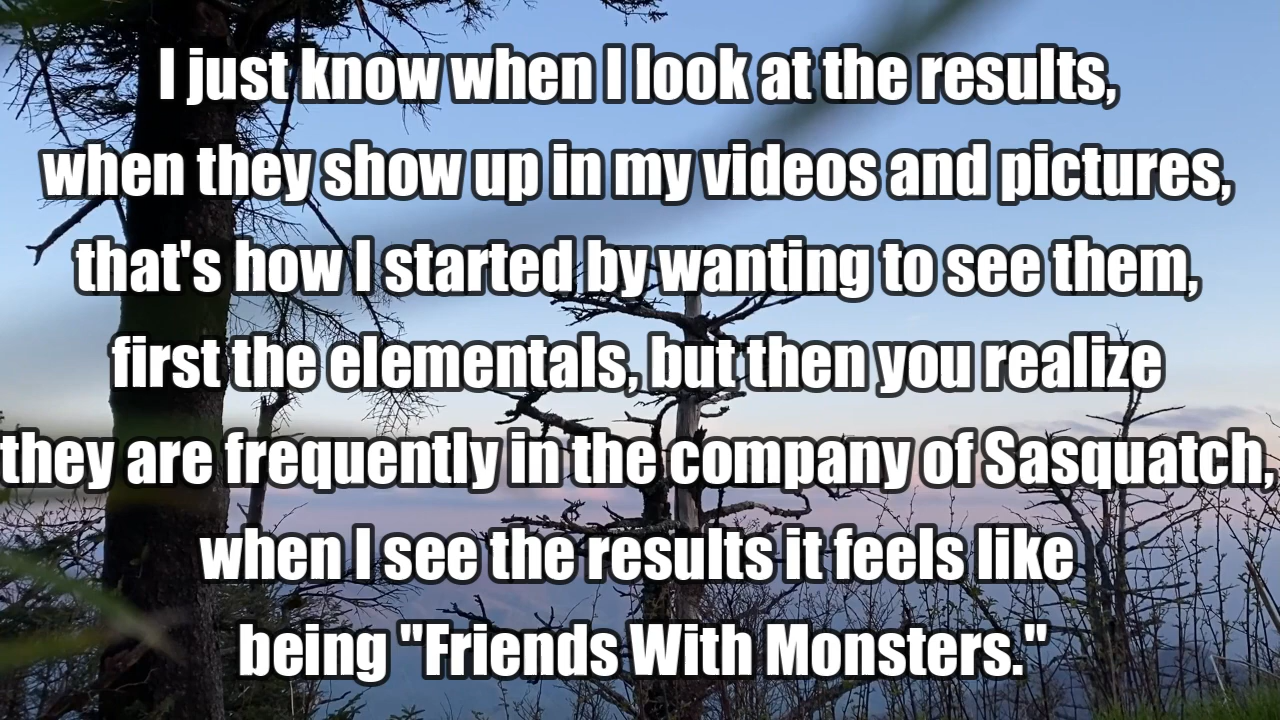 I just know when I look at the results,
when they show up in my videos and pictures,
that's how I started by wanting to see them,
first the elementals, but then you realize
they are frequently in the company of Sasquatch,
when I see the results it feels like
being "Friends With Monsters."